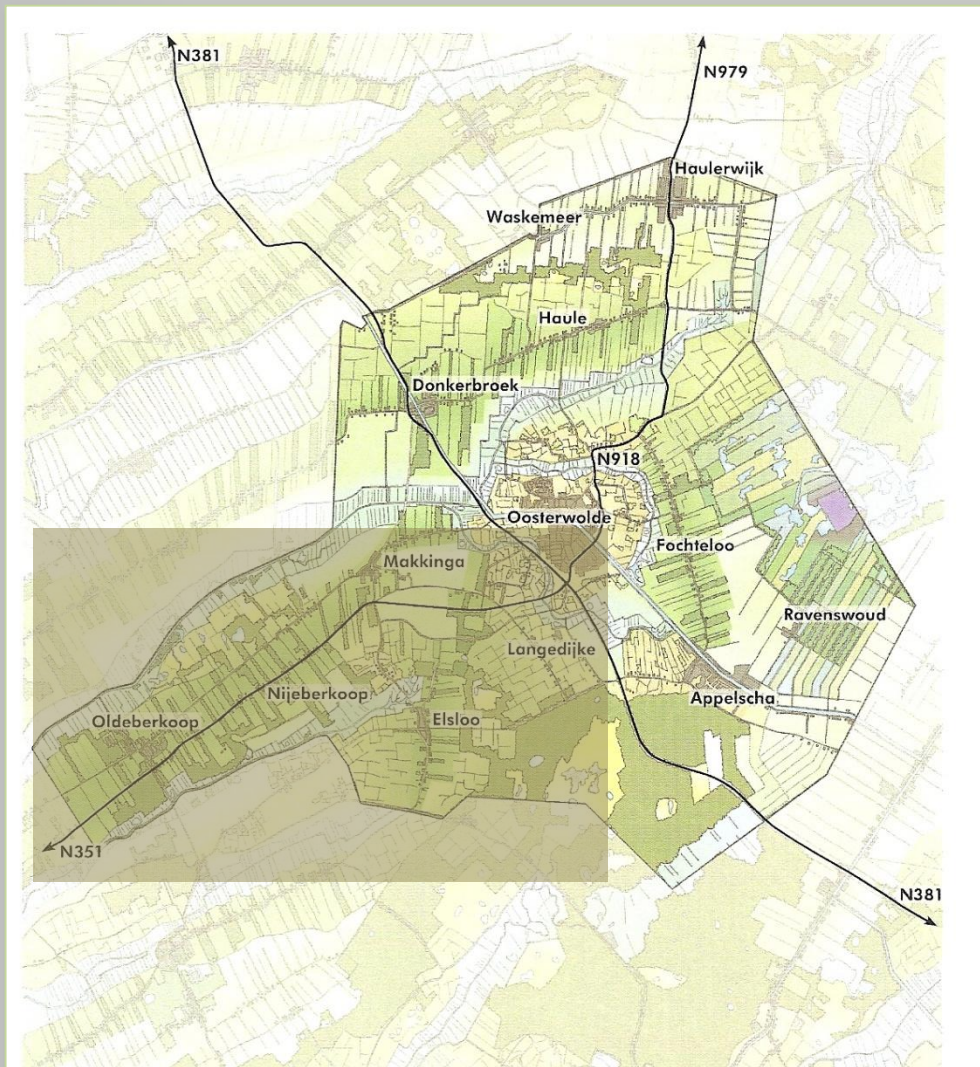 N381
N979
Haulerwijk
Waskemeer
Haule
Donkerbroek
N918
Oosterwolde
Fochteloo
Makkinga
Ravenswoud
Langedijke
Nijeberkoop
Appelscha
Oldeberkoop
Elsloo
N351
N381